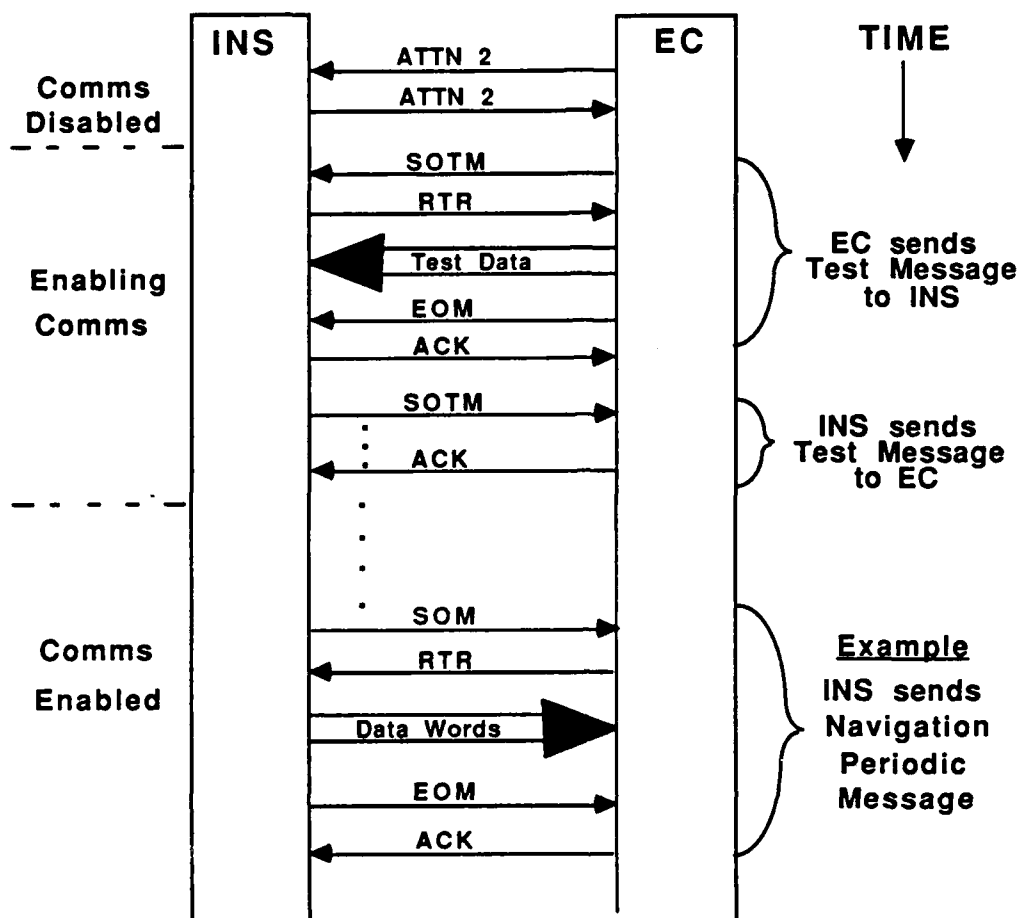 INS
EC
TIME
ATTN 2
ATTN 2
Comms
Disabled
SOTM
RTR
Test Data
EOM
ACK
EC sends
Test Message
to INS
Enabling
Comms
SOTM
ACK
INS sends
Test Message
to EC
SOM
RTR
Data Words
EOM
ACK
Comms
Enabled
Example
INS sends
Navigation
Periodic
Message